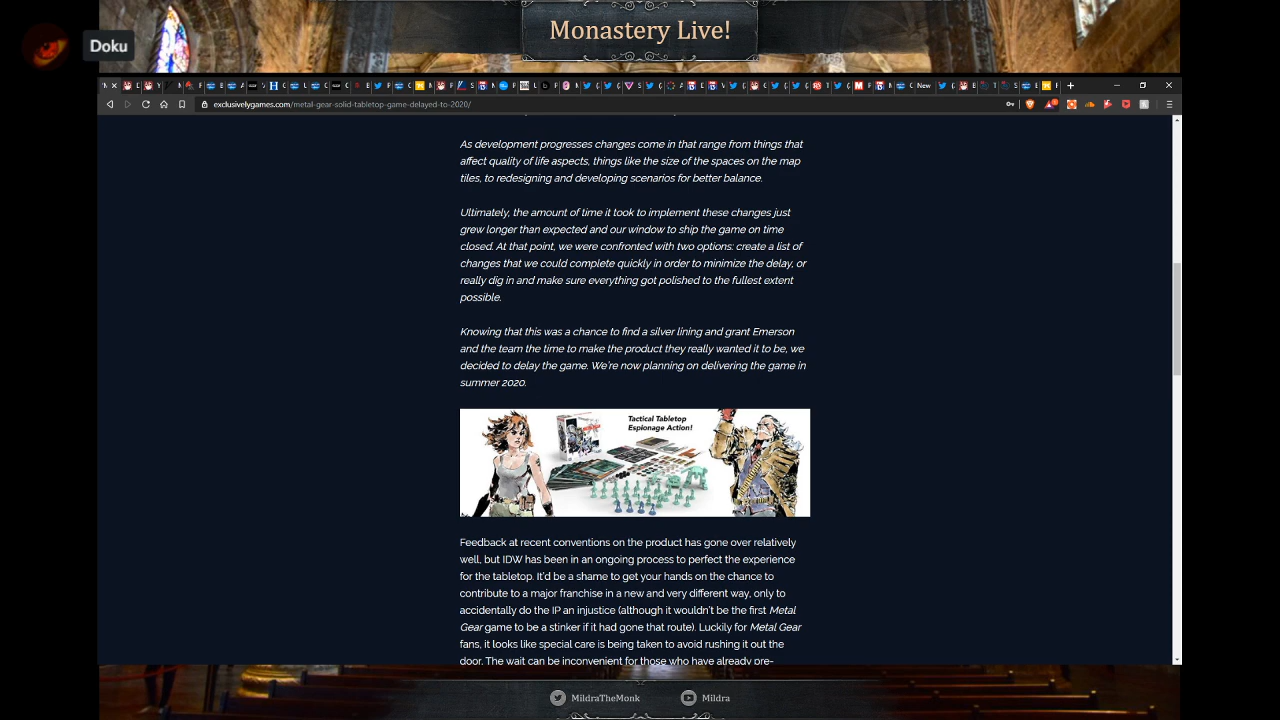 Monastery Live!
Doku
New
exclusivelygames.com/metal-gear-solid-tabletop-game-delayed-to-2020/
As development progresses changes come in that range from things that
affect quality of life aspects, things like the size of the spaces on the map
tiles, to redesigning and developing scenarios for better balance.
Ultimately, the amount of time it took to implement these changes just
grew longer than expected and our window to ship the game on time
closed. At that point, we were confronted with two options: create a list of
changes that we could complete quickly in order to minimize the delay, or
really dig in and make sure everything got polished to the fullest extent
possible.
Knowing that this was a chance to find a silver lining and grant Emerson
and the team the time to make the product they really wanted it to be, we
decided to delay the game. We're now planning on delivering the game in
summer 2020.
Tactical Tabletop
Espionage Action!
Feedback at recent conventions on the product has gone over relatively
well, but IDW has been in an ongoing process to perfect the experience
for the tabletop. It'd be a shame to get your hands on the chance to
contribute to a major franchise in a new and very different way, only to
accidentally do the IP an injustice (although it wouldn't be the first Metal
Gear game to be a stinker if it had gone that route). Luckily for Metal Gear
fans, it looks like special care is being taken to avoid rushing it out the
door. The wait can be inconvenient for those who have already pre-
MildraTheMonk
Mildra